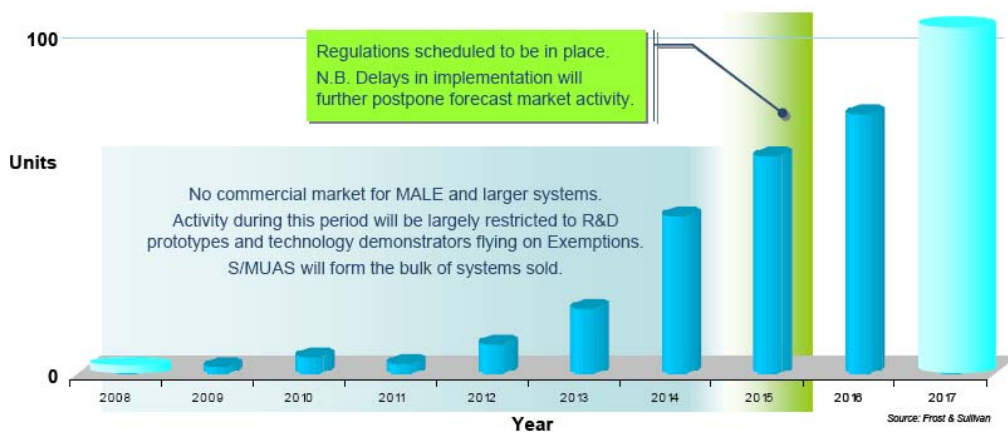 100
Regulations scheduled to be in place.
N.B. Delays in implementation will
further postpone forecast market activity.
Units
No commercial market for MALE and larger systems.
Activity during this period will be largely restricted to R&D
prototypes and technology demonstrators flying on Exemptions.
S/MUAS will form the bulk of systems sold.
0
2008 2009 2010 2011 2012 2013 2014 2015 2016 2017
Year
Source: Frost & Sullivan